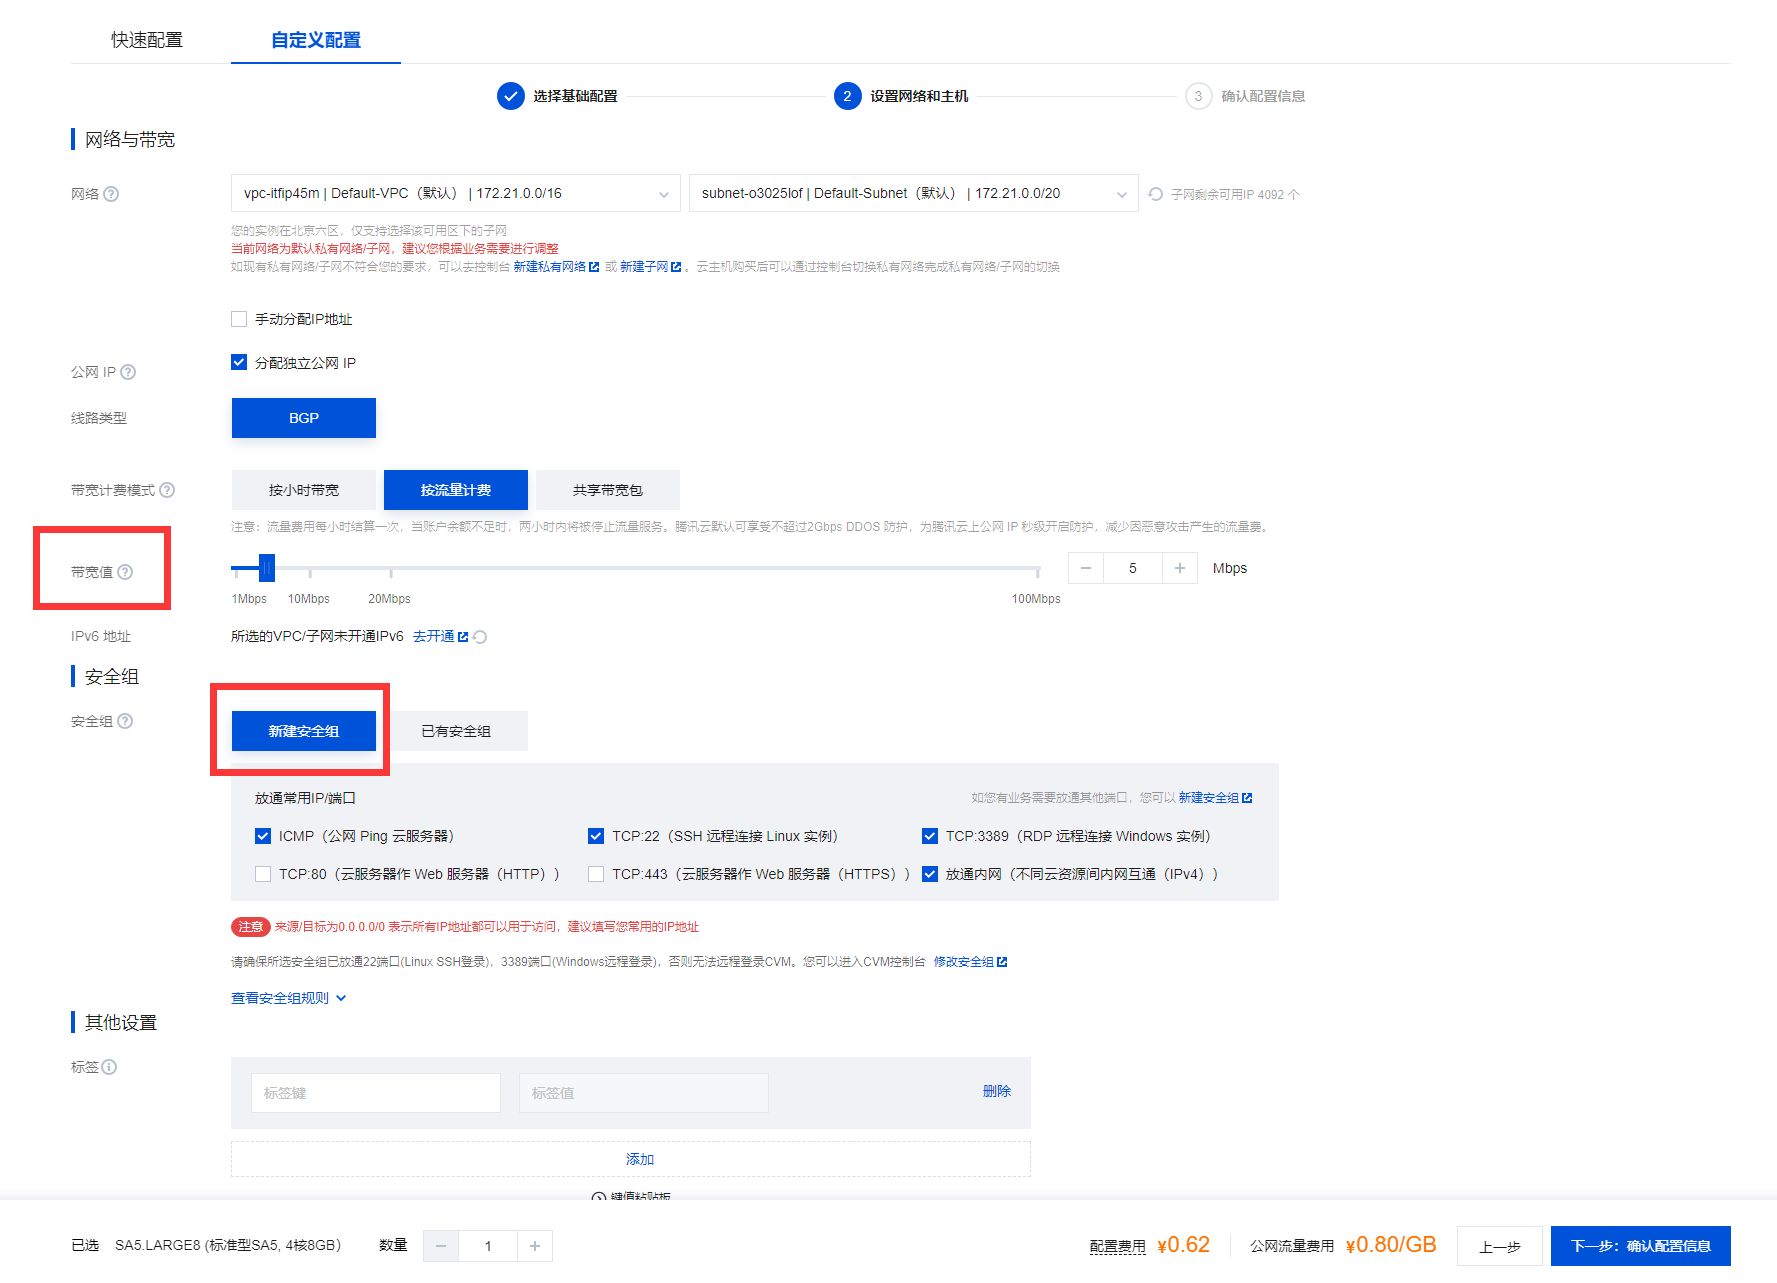 快速配置
自定义配置
选择基础配置
2 设置网络和主机
3 确认配置信息
网络与带宽
网络
vpc-itfip45m | Default-VPC（默认） | 172.21.0.0/16
subnet-o3025lof | Default-Subnet（默认） | 172.21.0.0/20
子网剩余可用IP 4092 个
您的实例在北京六区，仅支持选择该可用区下的子网
当前网络为默认私有网络/子网，建议您根据业务需要进行调整
如现有私有网络/子网不符合您的要求，可以去控制台 新建私有网络 或 新建子网 。云主机购买后可以通过控制台切换私有网络完成私有网络/子网的切换
手动分配IP地址
公网 IP
分配独立公网 IP
线路类型
BGP
带宽计费模式
按小时带宽
按流量计费
共享带宽包
注意：流量费用每小时结算一次，当账户余额不足时，两小时内将被停止流量服务。腾讯云默认可享受不超过2Gbps DDOS 防护，为腾讯云上公网 IP 秒级开启防护，减少因恶意攻击产生的流量费。
带宽值
5
Mbps
1Mbps
10Mbps
20Mbps
100Mbps
IPv6 地址
所选的VPC/子网未开通IPv6 去开通
安全组
安全组
新建安全组
已有安全组
放通常用IP/端口
如您有业务需要放通其他端口，您可以 新建安全组
ICMP（公网 Ping 云服务器）
TCP:22（SSH 远程连接 Linux 实例）
TCP:3389（RDP 远程连接 Windows 实例）
TCP:80（云服务器作 Web 服务器（HTTP））
TCP:443（云服务器作 Web 服务器（HTTPS））
放通内网（不同云资源间内网互通（IPv4））
注意 来源/目标为0.0.0.0/0 表示所有IP地址都可以用于访问，建议填写您常用的IP地址
请确保所选安全组已放通22端口(Linux SSH登录)，3389端口(Windows远程登录)，否则无法远程登录CVM。您可以进入CVM控制台 修改安全组
查看安全组规则
其他设置
标签
标签键
标签值
删除
添加
键值粘贴板
已选 SA5.LARGE8 (标准型SA5, 4核8GB)
数量
1
配置费用 ¥0.62
公网流量费用 ¥0.80/GB
上一步
下一步：确认配置信息